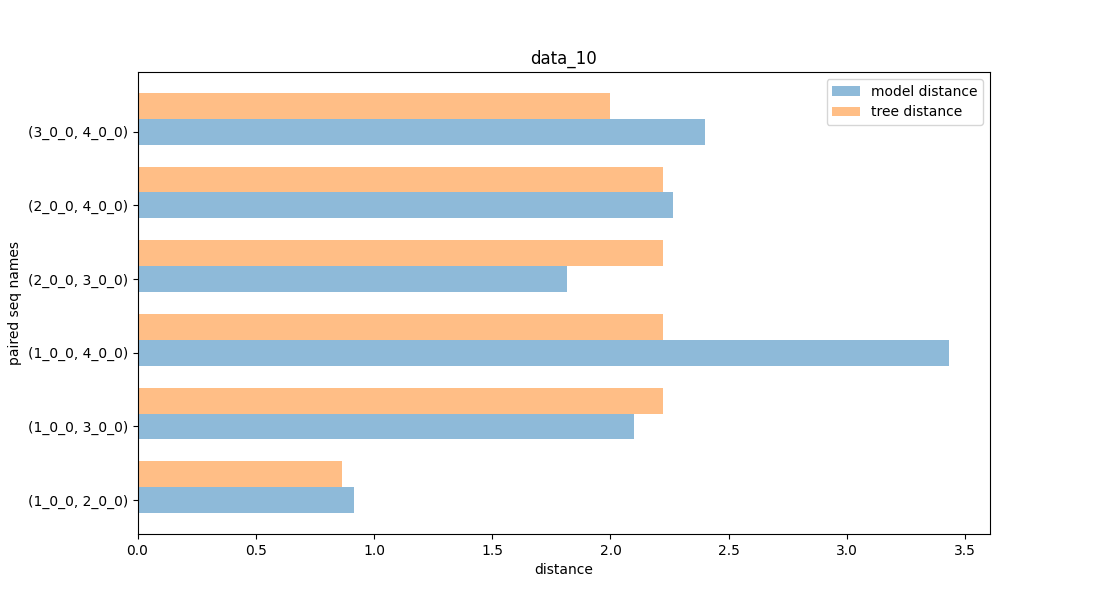 data_10
model distance
tree distance
(3_0_0, 4_0_0)
(2_0_0, 4_0_0)
(2_0_0, 3_0_0)
(1_0_0, 4_0_0)
(1_0_0, 3_0_0)
(1_0_0, 2_0_0)
paired seq names
0.0 0.5 1.0 1.5 2.0 2.5 3.0 3.5
distance